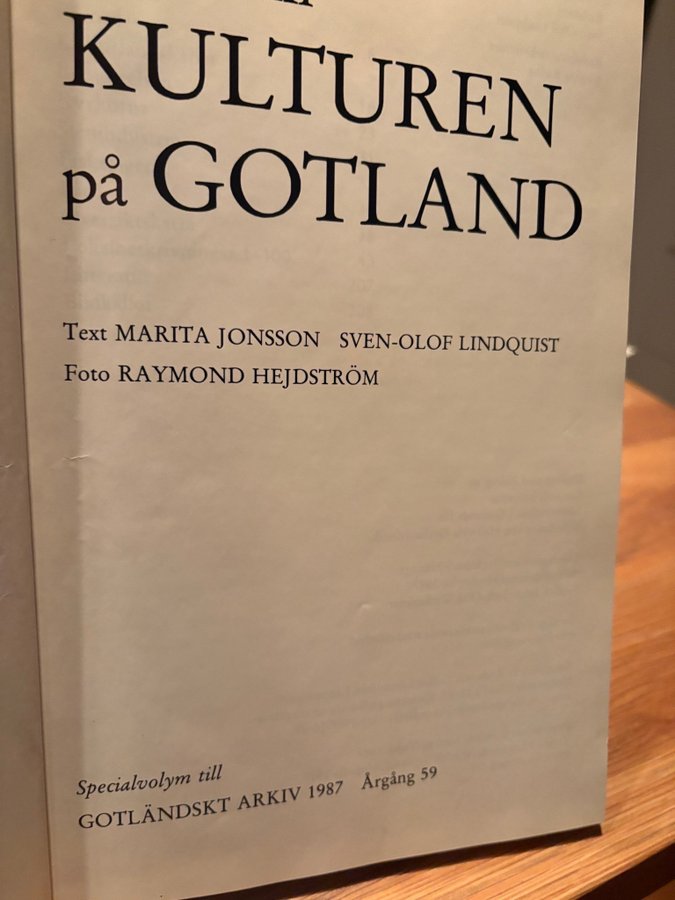 KULTUREN
på GOTLAND
Text MARITA JONSSON SVEN-OLOF LINDQUIST
Foto RAYMOND HEJDSTRÖM
Specialvolym till
GOTLÄNDSKT ARKIV 1987 Årgång 59